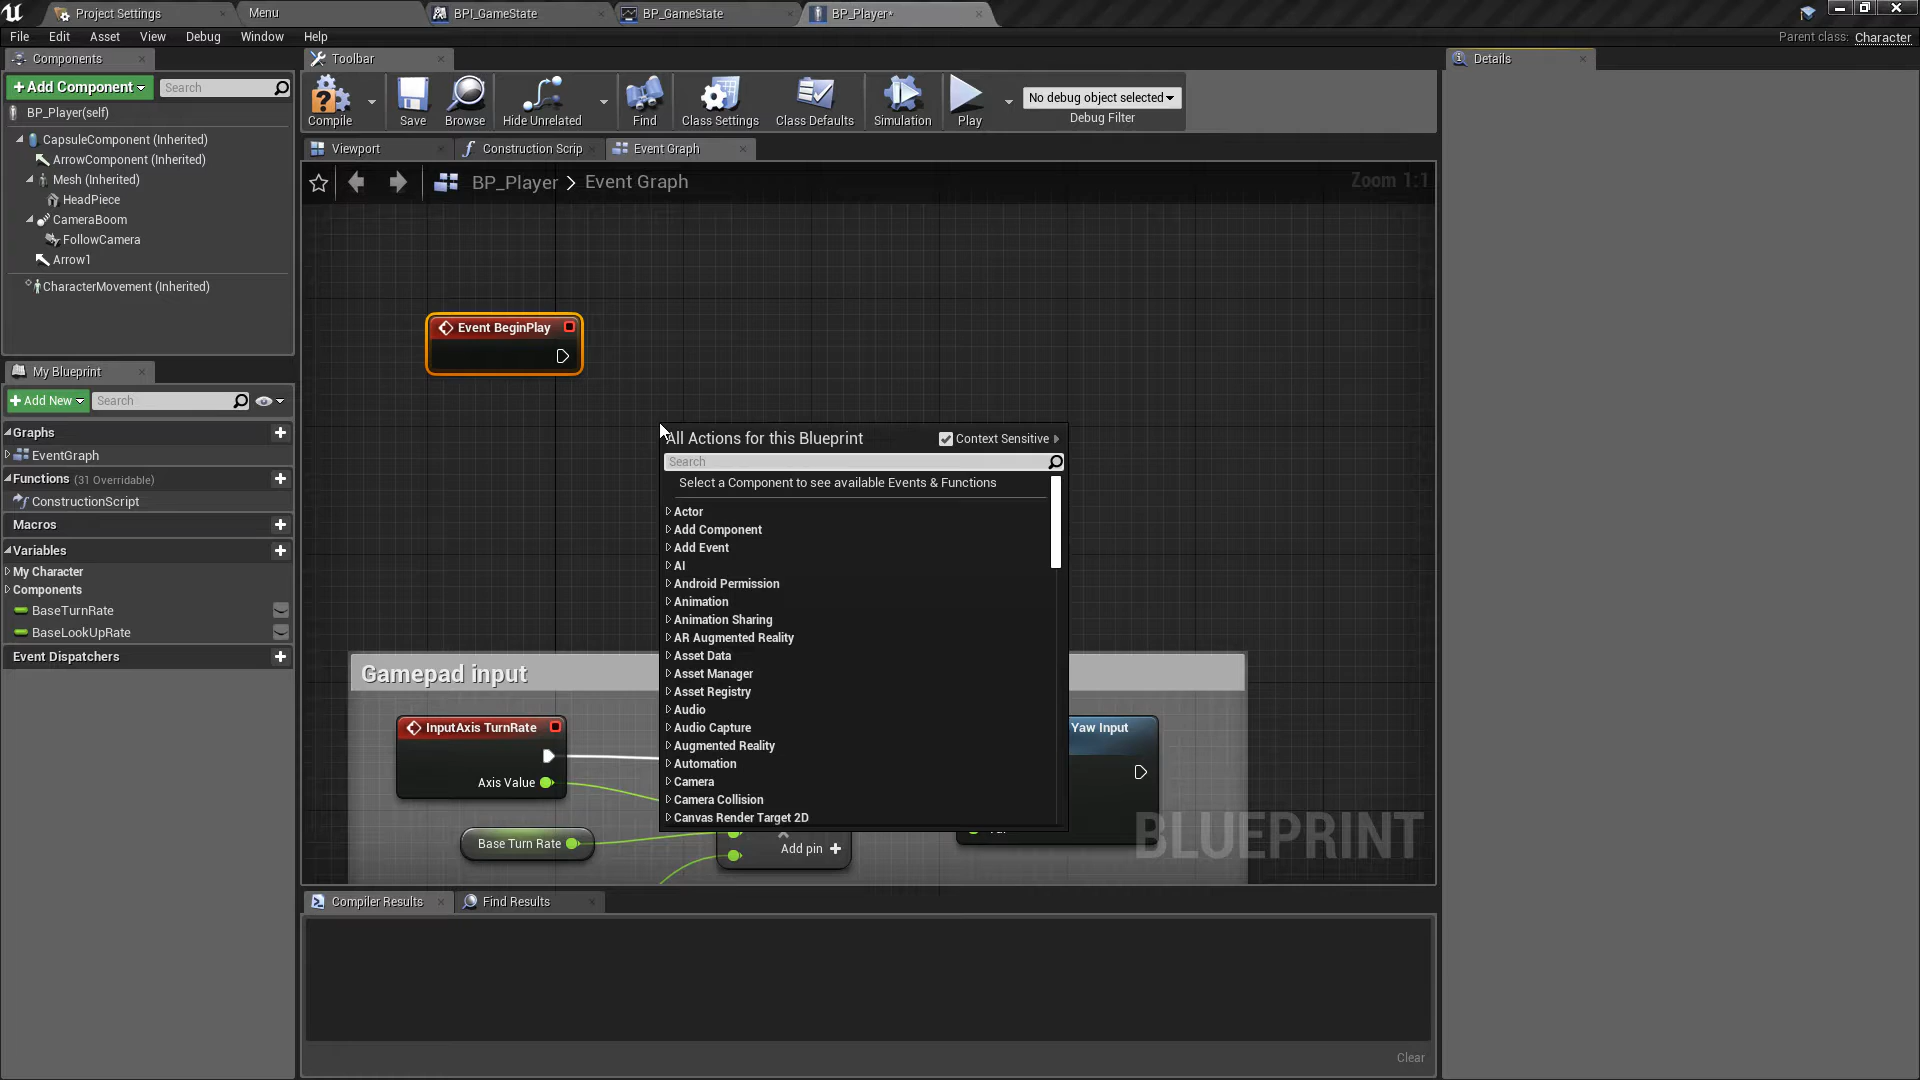 Project Settings
Menu
BPI_GameState
BP_GameState
BP_Player*
File Edit Asset View Debug Window Help
Parent class: Character
Components
Toolbar
Details
+Add Component
Search
Compile
Save
Browse
Hide Unrelated
Find
Class Settings
Class Defaults
Simulation
Play
No debug object selected
Debug Filter
BP_Player(self)
CapsuleComponent (Inherited)
ArrowComponent (Inherited)
Mesh (Inherited)
HeadPiece
CameraBoom
FollowCamera
Arrow1
CharacterMovement (Inherited)
Viewport
Construction Scrip
Event Graph
BP_Player > Event Graph
Zoom 1:1
Event BeginPlay
My Blueprint
+Add New
Search
Graphs
EventGraph
Functions (31 Overridable)
ConstructionScript
Macros
Variables
My Character
Components
BaseTurnRate
BaseLookUpRate
Event Dispatchers
All Actions for this Blueprint
Context Sensitive
Search
Select a Component to see available Events & Functions
Actor
Add Component
Add Event
AI
Android Permission
Animation
Animation Sharing
AR Augmented Reality
Asset Data
Asset Manager
Asset Registry
Audio
Audio Capture
Augmented Reality
Automation
Camera
Camera Collision
Canvas Render Target 2D
Gamepad input
InputAxis TurnRate
Axis Value
Base Turn Rate
Add pin +
Yaw Input
BLUEPRINT
Compiler Results
Find Results
Clear